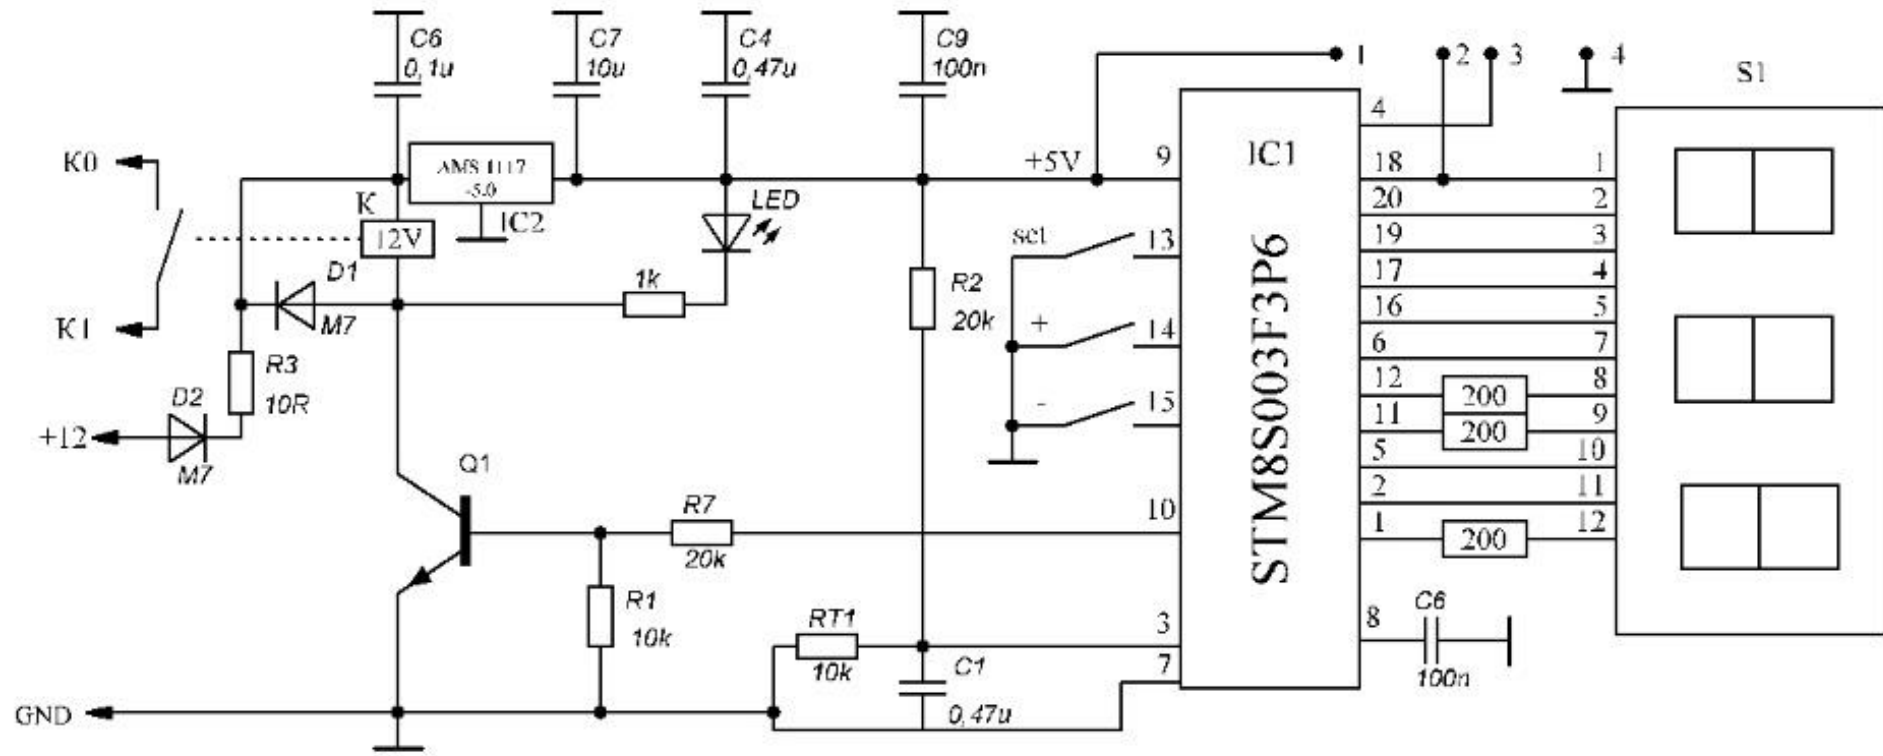 C6
0,1u
C7
10u
C4
0,47u
C9
100n
1
2
3
4
S1
K0
K1
AMS 1117
-5.0
IC2
K
12V
LED
+5V
9
IC1
STM8S003F3P6
4
18
20
19
17
16
6
12
11
5
2
1
8
1
2
3
4
5
7
8
9
10
11
12
200
200
200
set
13
+
14
-
15
D1
M7
1k
R2
20k
R3
10R
D2
M7
+12
Q1
R7
20k
10
R1
10k
RT1
10k
3
7
C1
0,47u
C6
100n
GND